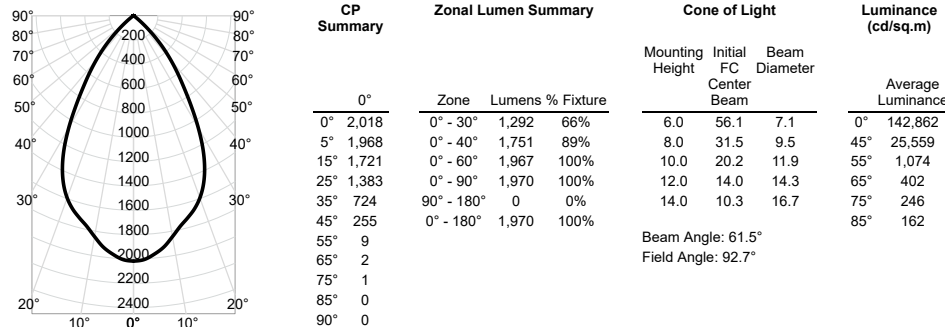 90° 90°
80° 80°
70° 70°
60° 60°
50° 50°
40° 40°
30° 30°
20° 10° 0° 10° 20°
200
400
600
800
1000
1200
1400
1600
1800
2000
2200
2400
CP
Summary
0°
0° 2,018
5° 1,968
15° 1,721
25° 1,383
35° 724
45° 255
55° 9
65° 2
75° 1
85° 0
90° 0
Zonal Lumen Summary
Zone Lumens % Fixture
0° - 30° 1,292 66%
0° - 40° 1,751 89%
0° - 60° 1,967 100%
0° - 90° 1,970 100%
90° - 180° 0 0%
0° - 180° 1,970 100%
Cone of Light
Mounting Initial Beam
Height FC Diameter
Center
Beam
6.0 56.1 7.1
8.0 31.5 9.5
10.0 20.2 11.9
12.0 14.0 14.3
14.0 10.3 16.7
Beam Angle: 61.5°
Field Angle: 92.7°
Luminance
(cd/sq.m)
Average
Luminance
0° 142,862
45° 25,559
55° 1,074
65° 402
75° 246
85° 162